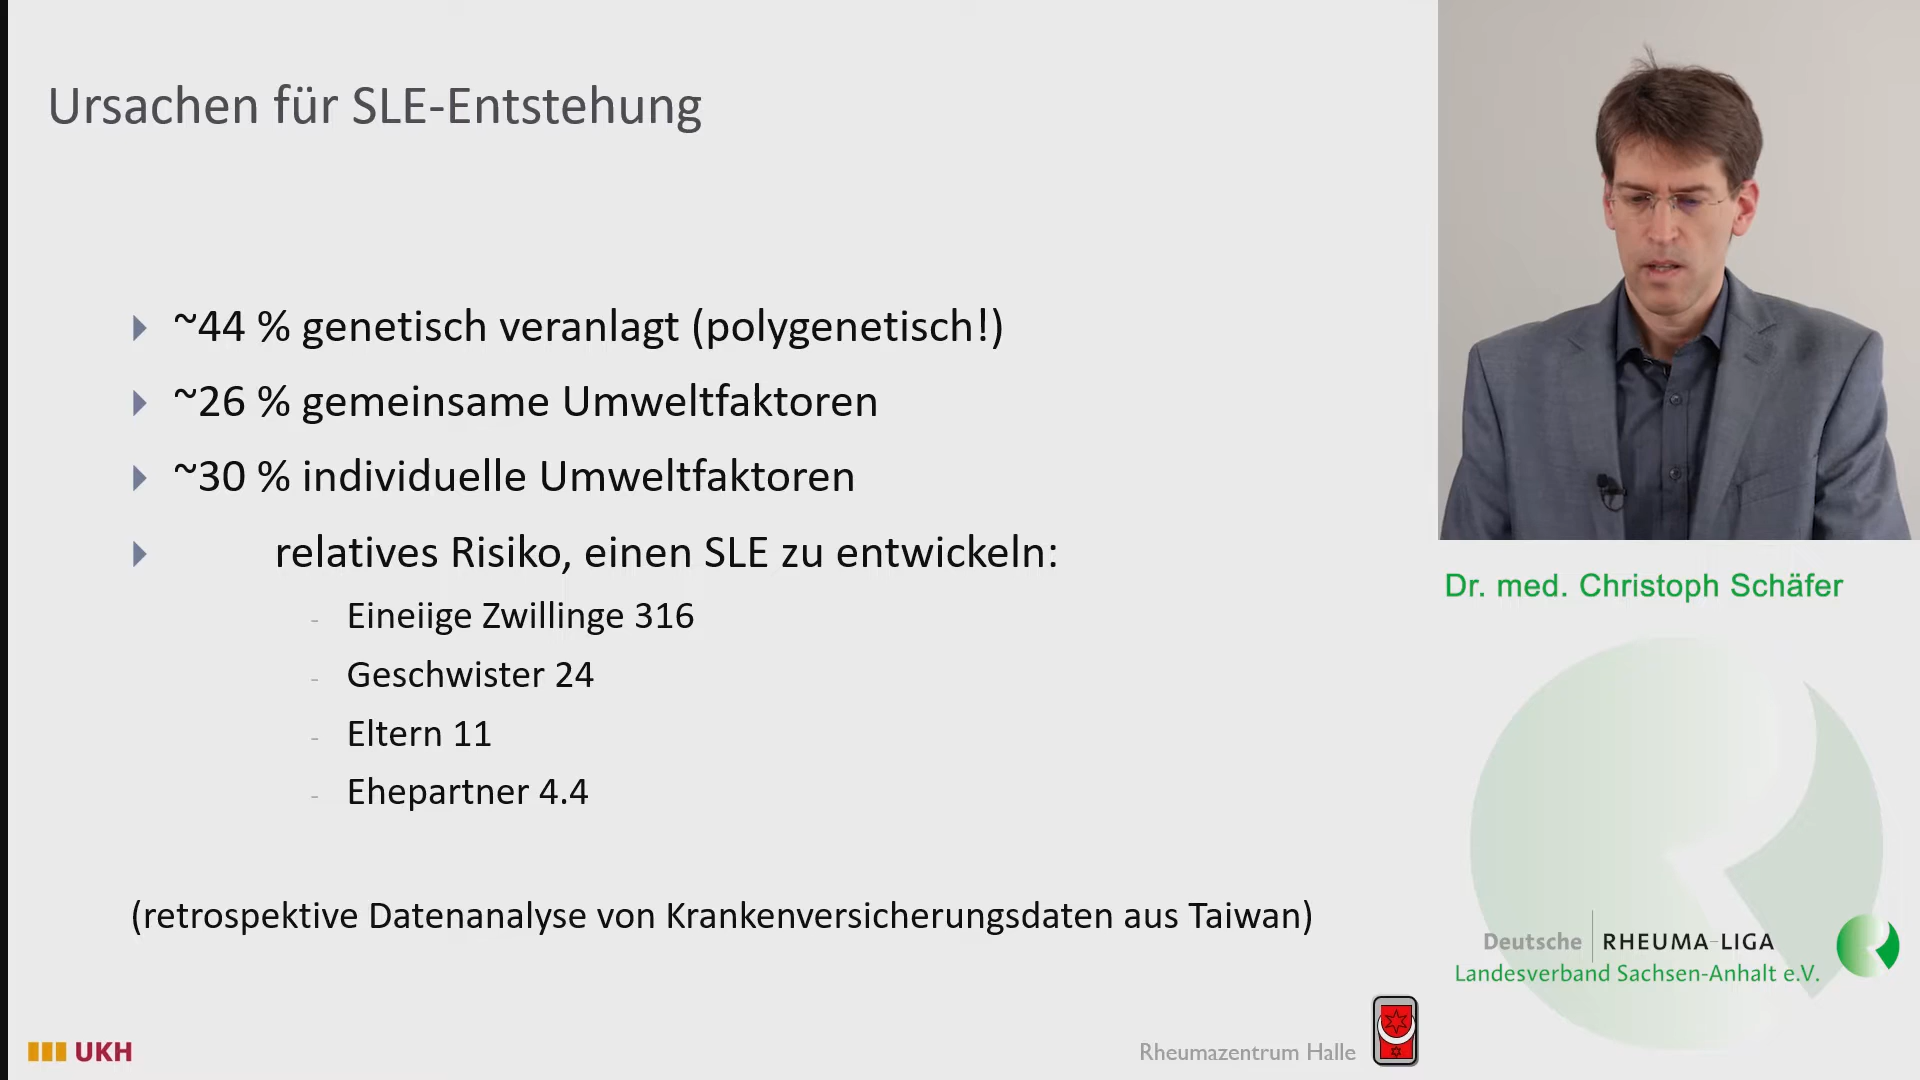 Ursachen für SLE-Entstehung
~44 % genetisch veranlagt (polygenetisch!)
~26 % gemeinsame Umweltfaktoren
~30 % individuelle Umweltfaktoren
relatives Risiko, einen SLE zu entwickeln:
- Eineiige Zwillinge 316
- Geschwister 24
- Eltern 11
- Ehepartner 4.4
(retrospektive Datenanalyse von Krankenversicherungsdaten aus Taiwan)
UKH
Rheumazentrum Halle
Dr. med. Christoph Schäfer
Deutsche RHEUMA-LIGA
Landesverband Sachsen-Anhalt e.V.